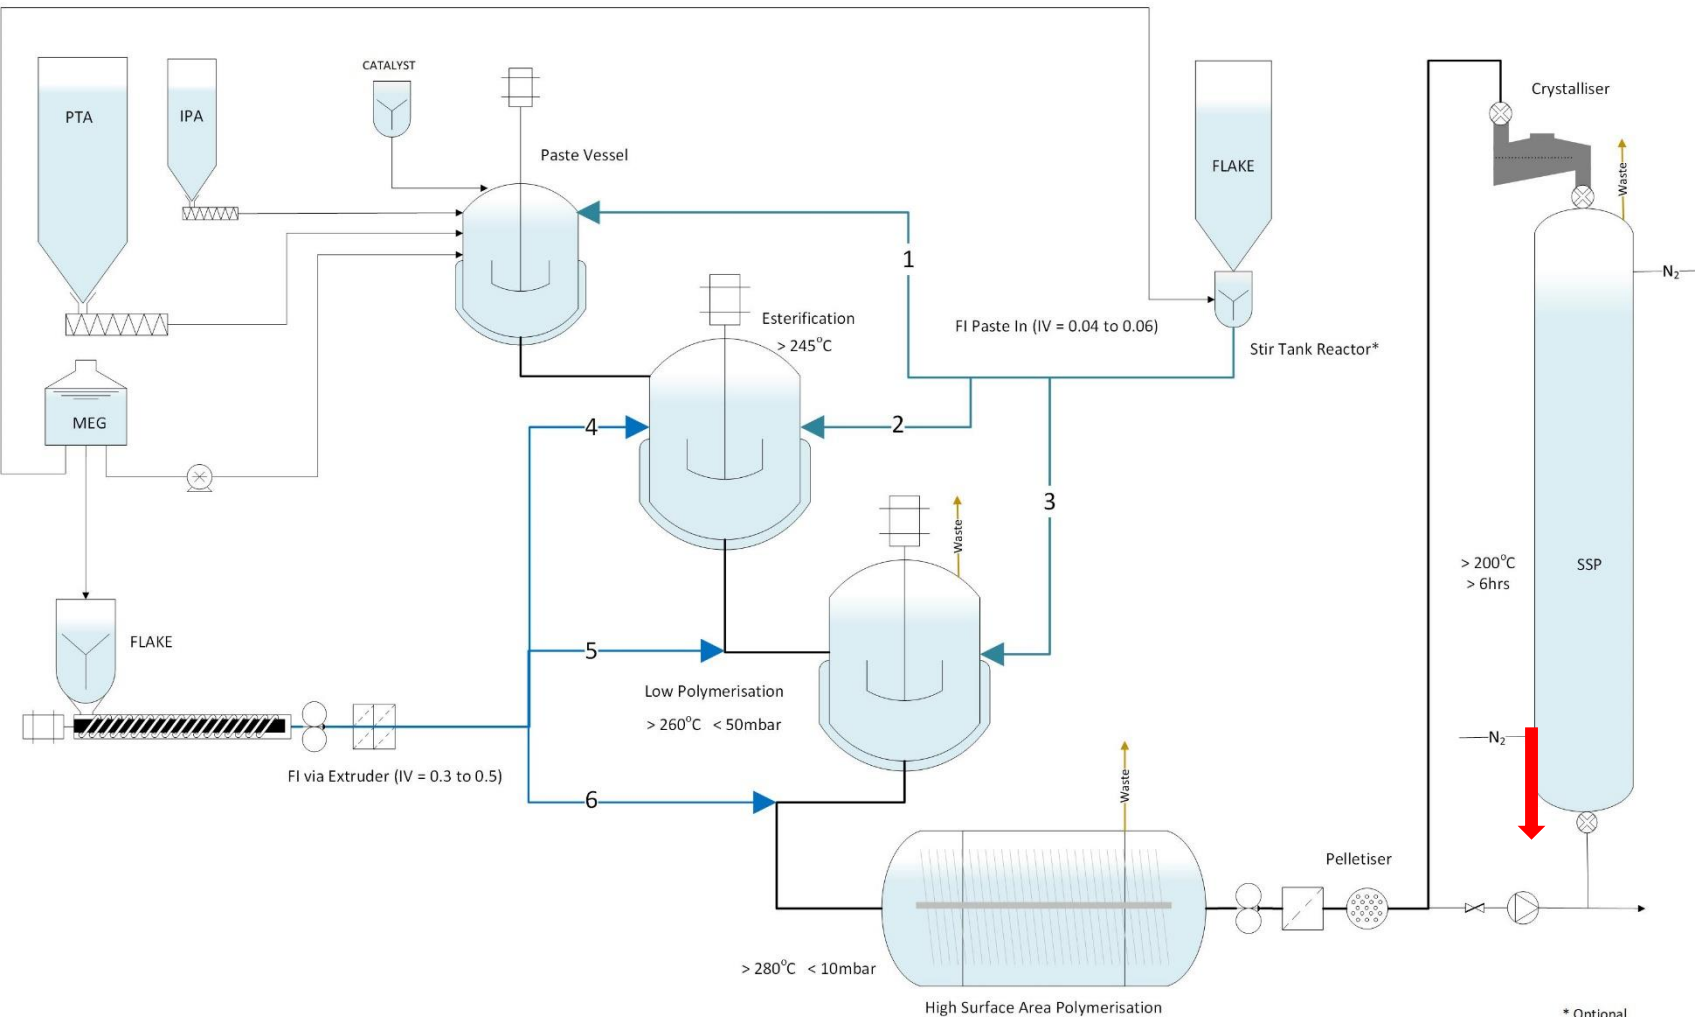 CATALYST
PTA
IPA
Paste Vessel
FLAKE
Crystalliser
Waste
1
N₂
Esterification
> 245°C
FI Paste In (IV = 0.04 to 0.06)
Stir Tank Reactor*
MEG
4
2
3
Waste
> 200°C
> 6hrs
SSP
FLAKE
5
Low Polymerisation
> 260°C < 50mbar
N₂
FI via Extruder (IV = 0.3 to 0.5)
6
Waste
Pelletiser
> 280°C < 10mbar
High Surface Area Polymerisation
* Optional